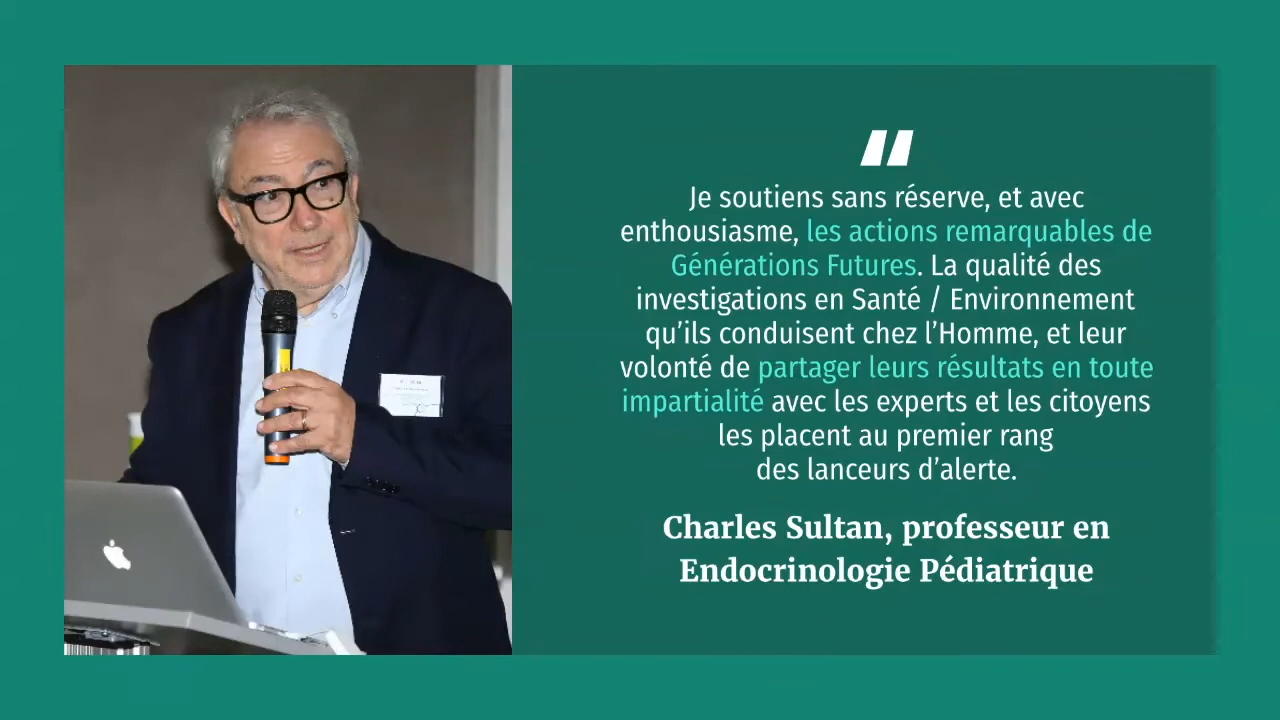 Je soutiens sans réserve, et avec
enthousiasme, les actions remarquables de
Générations Futures. La qualité des
investigations en Santé / Environnement
qu’ils conduisent chez l’Homme, et leur
volonté de partager leurs résultats en toute
impartialité avec les experts et les citoyens
les placent au premier rang
des lanceurs d’alerte.
Charles Sultan, professeur en
Endocrinologie Pédiatrique